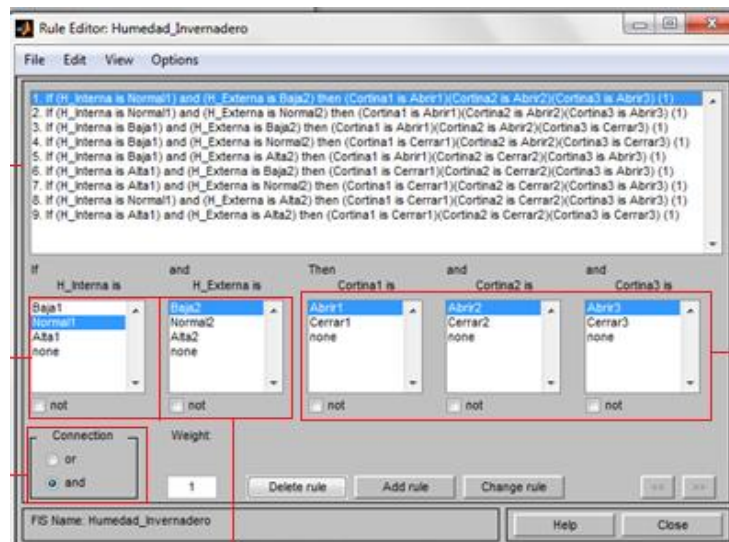 Rule Editor: Humedad_Invernadero
File Edit View Options
1. If (H_Interna is Normal1) and (H_Externa is Baja2) then (Cortina1 is Abrir1)(Cortina2 is Abrir2)(Cortina3 is Abrir3) (1)
2. If (H_Interna is Normal1) and (H_Externa is Normal2) then (Cortina1 is Abrir1)(Cortina2 is Abrir2)(Cortina3 is Abrir3) (1)
3. If (H_Interna is Baja1) and (H_Externa is Baja2) then (Cortina1 is Abrir1)(Cortina2 is Abrir2)(Cortina3 is Cerrar3) (1)
4. If (H_Interna is Baja1) and (H_Externa is Normal2) then (Cortina1 is Cerrar1)(Cortina2 is Abrir2)(Cortina3 is Cerrar3) (1)
5. If (H_Interna is Baja1) and (H_Externa is Alta2) then (Cortina1 is Abrir1)(Cortina2 is Cerrar2)(Cortina3 is Abrir3) (1)
6. If (H_Interna is Alta1) and (H_Externa is Baja2) then (Cortina1 is Cerrar1)(Cortina2 is Cerrar2)(Cortina3 is Abrir3) (1)
7. If (H_Interna is Alta1) and (H_Externa is Normal2) then (Cortina1 is Cerrar1)(Cortina2 is Cerrar2)(Cortina3 is Abrir3) (1)
8. If (H_Interna is Normal1) and (H_Externa is Alta2) then (Cortina1 is Cerrar1)(Cortina2 is Cerrar2)(Cortina3 is Abrir3) (1)
9. If (H_Interna is Alta1) and (H_Externa is Alta2) then (Cortina1 is Cerrar1)(Cortina2 is Cerrar2)(Cortina3 is Cerrar3) (1)
If and Then and and
H_Interna is H_Externa is Cortina1 is Cortina2 is Cortina3 is
Baja1 Baja2 Abrir1 Abrir2 Abrir3
Normal1 Normal2 Cerrar1 Cerrar2 Cerrar3
Alta1 Alta2 none none none
none none
not not not not not
Connection Weight:
or
and 1 Delete rule Add rule Change rule << >>
FIS Name: Humedad_Invernadero Help Close